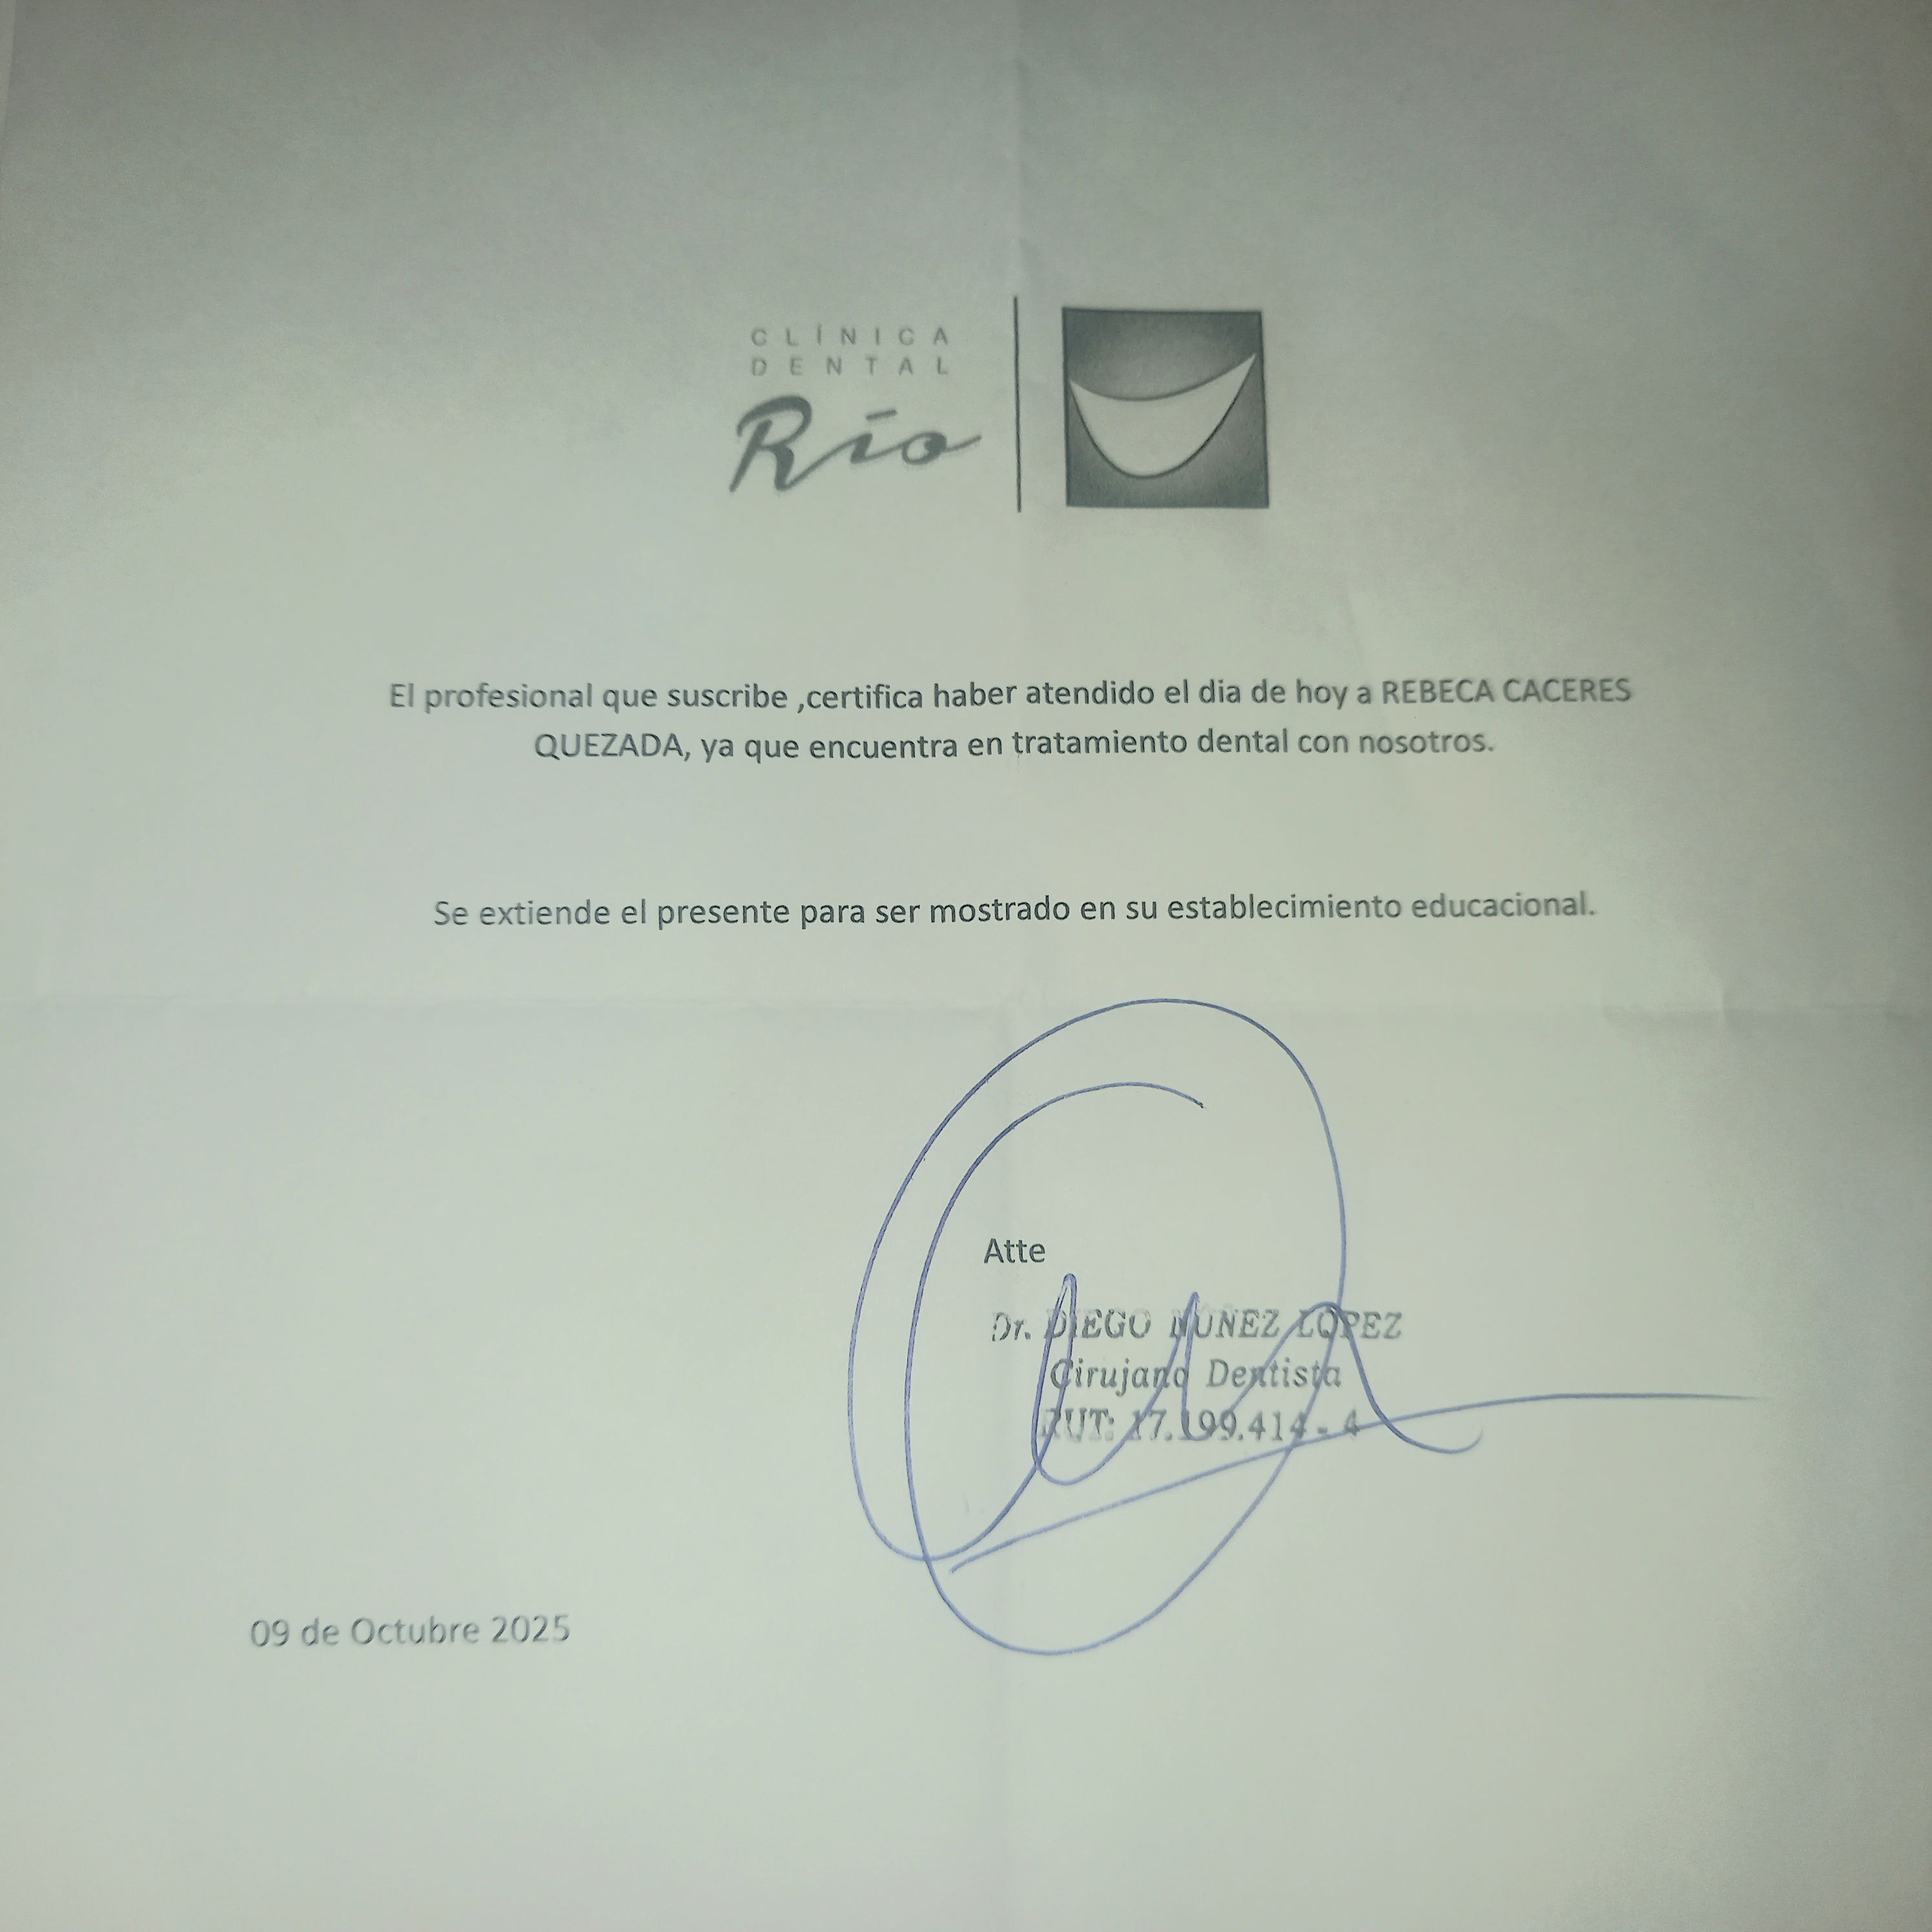 CLÍNICA
DENTAL
Río
El profesional que suscribe ,certifica haber atendido el dia de hoy a REBECA CACERES
QUEZADA, ya que encuentra en tratamiento dental con nosotros.
Se extiende el presente para ser mostrado en su establecimiento educacional.
Atte
Dr. DIEGO NÚÑEZ LÓPEZ
Cirujano Dentista
RUT: 17.199.414 - 4
09 de Octubre 2025